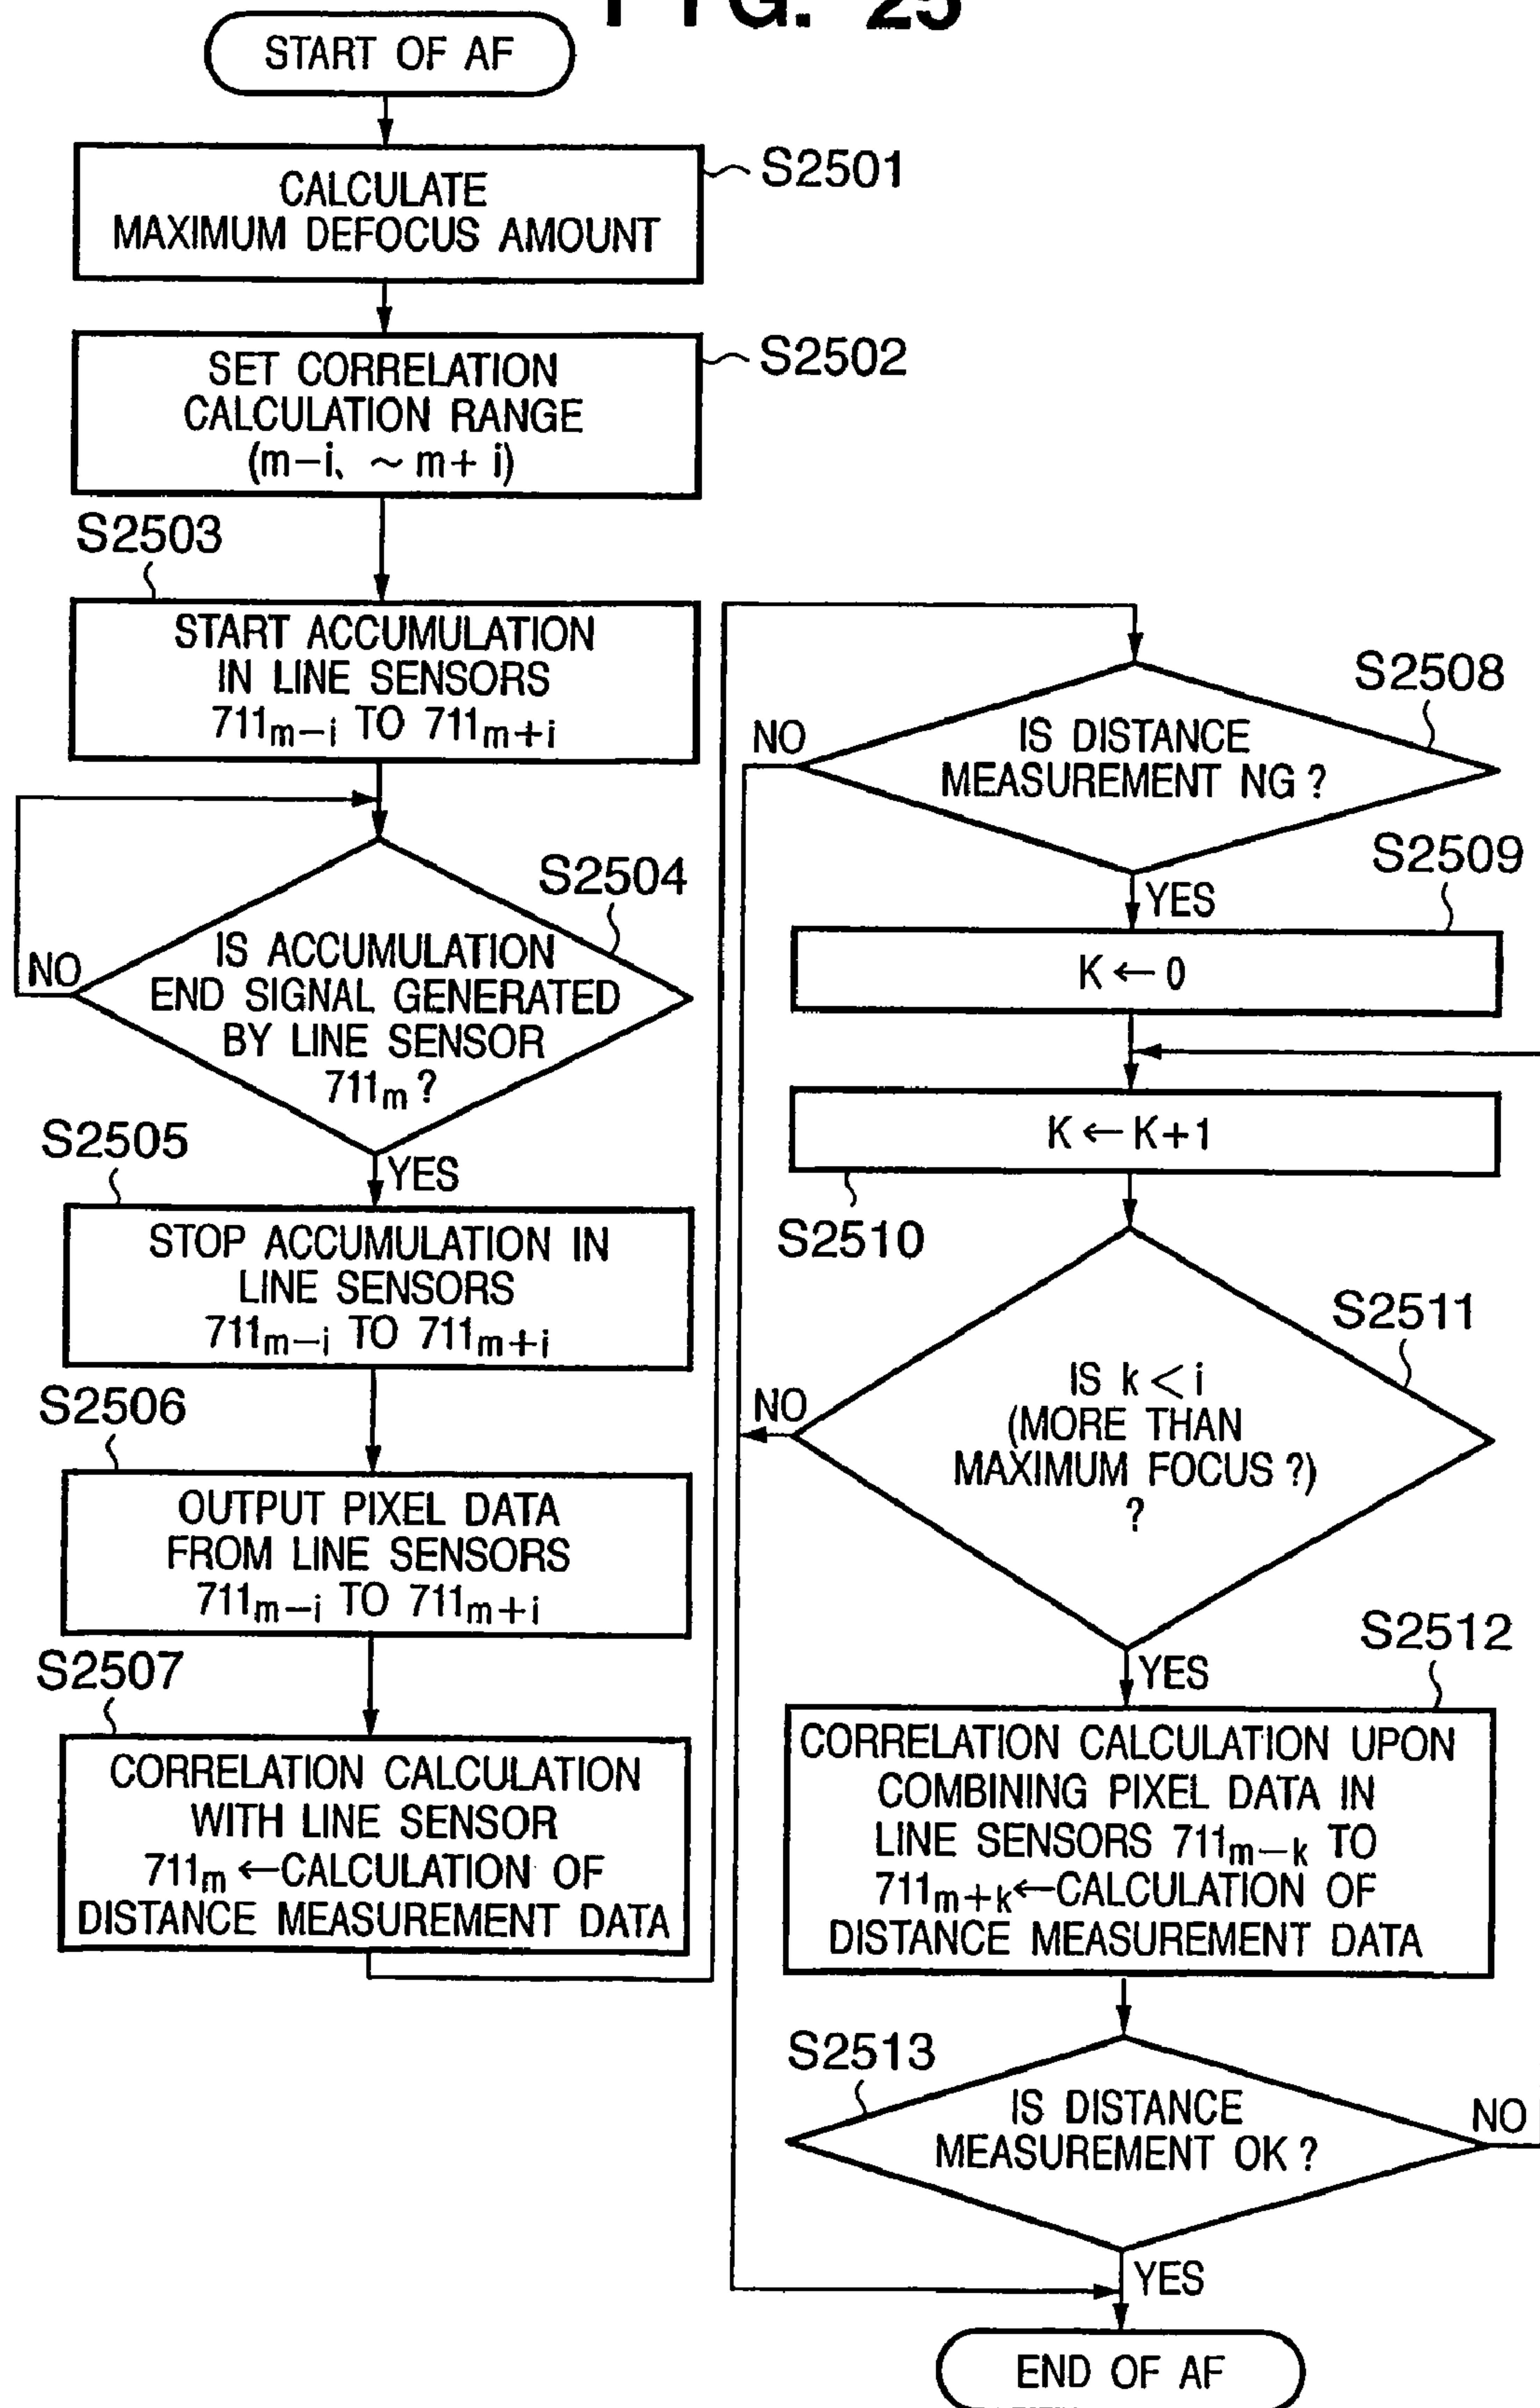 FIG. 25
START OF AF
CALCULATE
MAXIMUM DEFOCUS AMOUNT
S2501
SET CORRELATION
CALCULATION RANGE
(m−i、～m+ i)
S2502
S2503
START ACCUMULATION
IN LINE SENSORS
711m−i TO 711m+i
S2504
NO
IS ACCUMULATION
END SIGNAL GENERATED
BY LINE SENSOR
711m ?
YES
S2505
STOP ACCUMULATION IN
LINE SENSORS
711m−i TO 711m+i
S2506
OUTPUT PIXEL DATA
FROM LINE SENSORS
711m−i TO 711m+i
S2507
CORRELATION CALCULATION
WITH LINE SENSOR
711m ←CALCULATION OF
DISTANCE MEASUREMENT DATA
S2508
NO
IS DISTANCE
MEASUREMENT NG ?
YES
S2509
K ← 0
K ← K+1
S2510
S2511
NO
IS k < i
(MORE THAN
MAXIMUM FOCUS ?)
?
YES
S2512
CORRELATION CALCULATION UPON
COMBINING PIXEL DATA IN
LINE SENSORS 711m−k TO
711m+k←CALCULATION OF
DISTANCE MEASUREMENT DATA
S2513
IS DISTANCE
MEASUREMENT OK ?
NO
YES
END OF AF